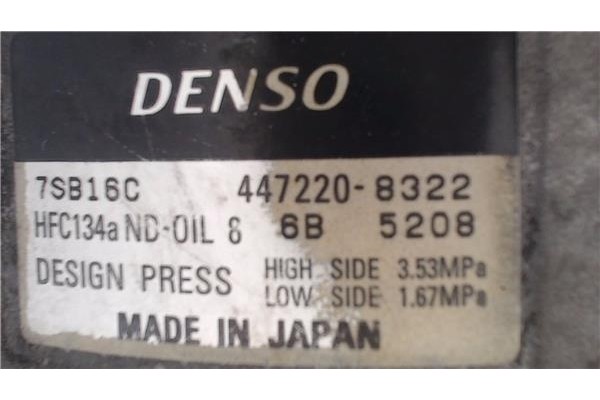 DENSO
7SB16C 447220-8322
HFC134a ND-OIL 8 6B 5208
DESIGN PRESS HIGH SIDE 3.53MPa
LOW SIDE 1.67MPa
MADE IN JAPAN